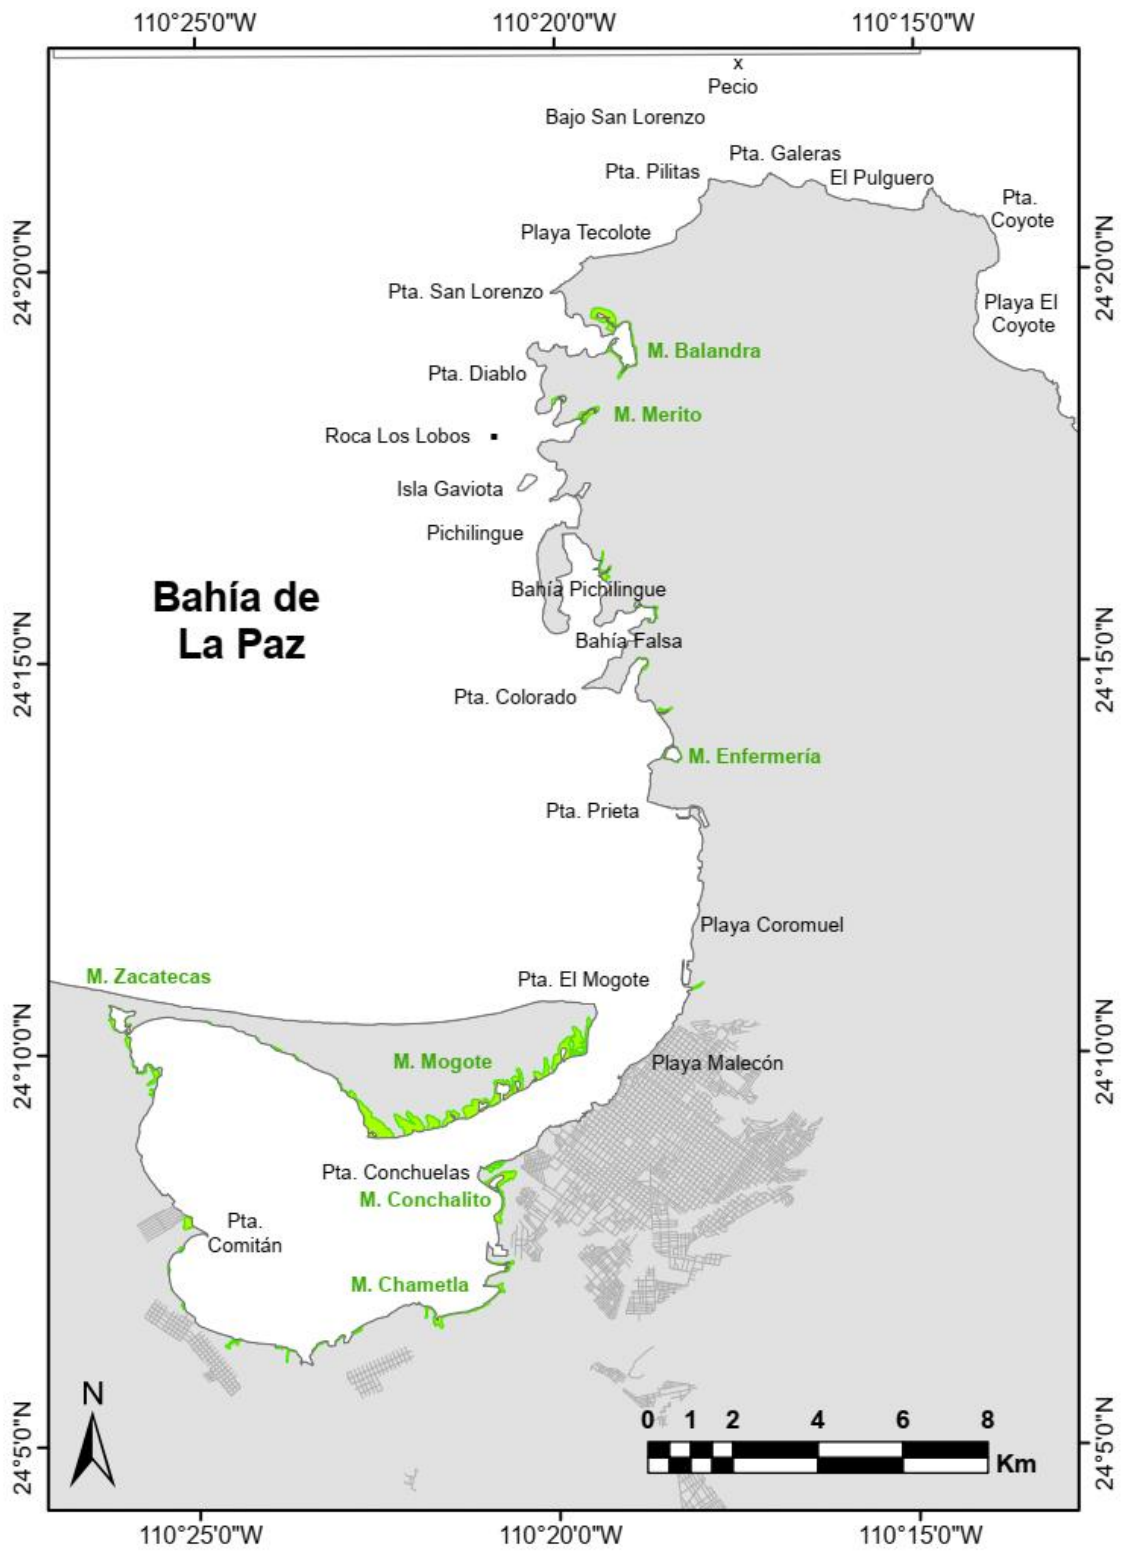 110°25'0"W 110°20'0"W 110°15'0"W
x
Pecio
Bajo San Lorenzo
Pta. Galeras
Pta. Pilitas
El Pulguero
Pta.
Coyote
Playa Tecolote
24°20'0"N
24°20'0"N
Pta. San Lorenzo
Playa El
Coyote
M. Balandra
Pta. Diablo
M. Merito
Roca Los Lobos
Isla Gaviota
Pichilingue
Bahía Pichilingue
Bahía de
La Paz
Bahía Falsa
24°15'0"N
24°15'0"N
Pta. Colorado
M. Enfermería
Pta. Prieta
Playa Coromuel
M. Zacatecas
Pta. El Mogote
24°10'0"N
24°10'0"N
M. Mogote
Playa Malecón
Pta. Conchuelas
M. Conchalito
Pta.
Comitán
M. Chametla
N
24°5'0"N
24°5'0"N
0 1 2 4 6 8
Km
110°25'0"W 110°20'0"W 110°15'0"W